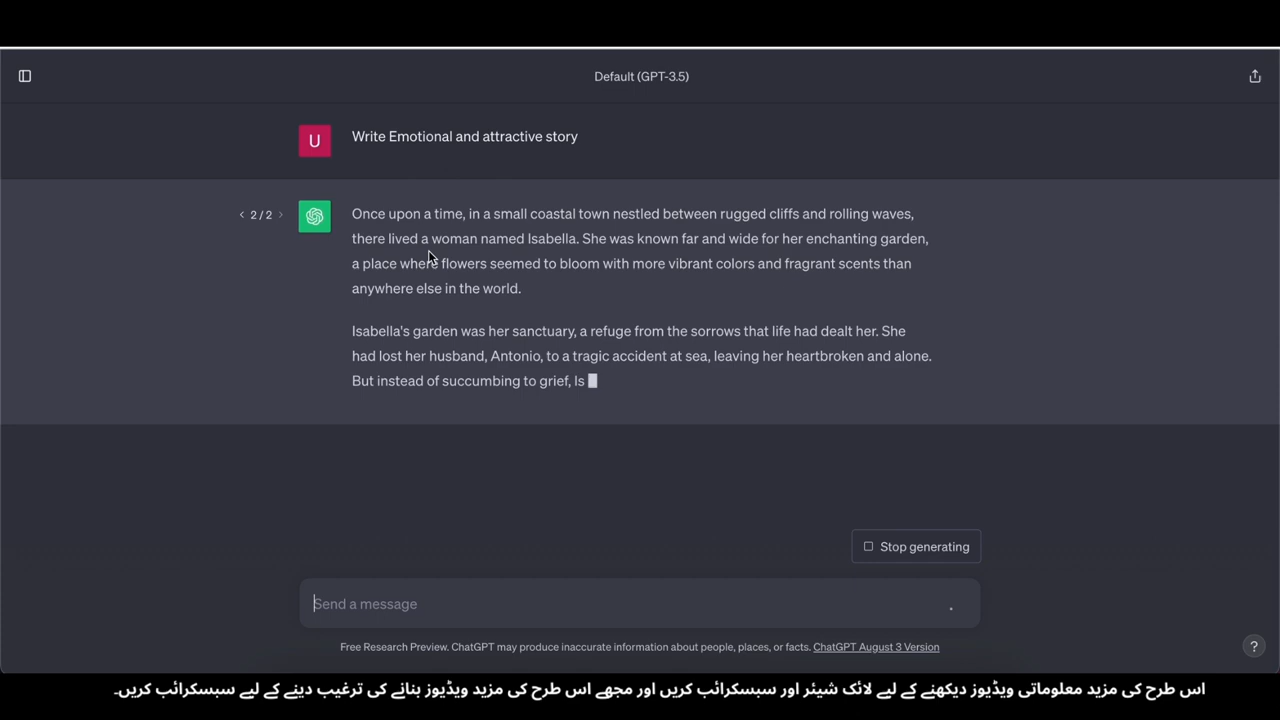 Default (GPT-3.5)
U
Write Emotional and attractive story
< 2 / 2 >
Once upon a time, in a small coastal town nestled between rugged cliffs and rolling waves,
there lived a woman named Isabella. She was known far and wide for her enchanting garden,
a place where flowers seemed to bloom with more vibrant colors and fragrant scents than
anywhere else in the world.
Isabella's garden was her sanctuary, a refuge from the sorrows that life had dealt her. She
had lost her husband, Antonio, to a tragic accident at sea, leaving her heartbroken and alone.
But instead of succumbing to grief, Is
Stop generating
Send a message
Free Research Preview. ChatGPT may produce inaccurate information about people, places, or facts. ChatGPT August 3 Version
?
اس طرح کی مزید معلوماتی ویڈیوز دیکھنے کے لیے لائک شیئر اور سبسکرائب کریں اور مجھے اس طرح کی مزید ویڈیوز بنانے کی ترغیب دینے کے لیے سبسکرائب کریں۔